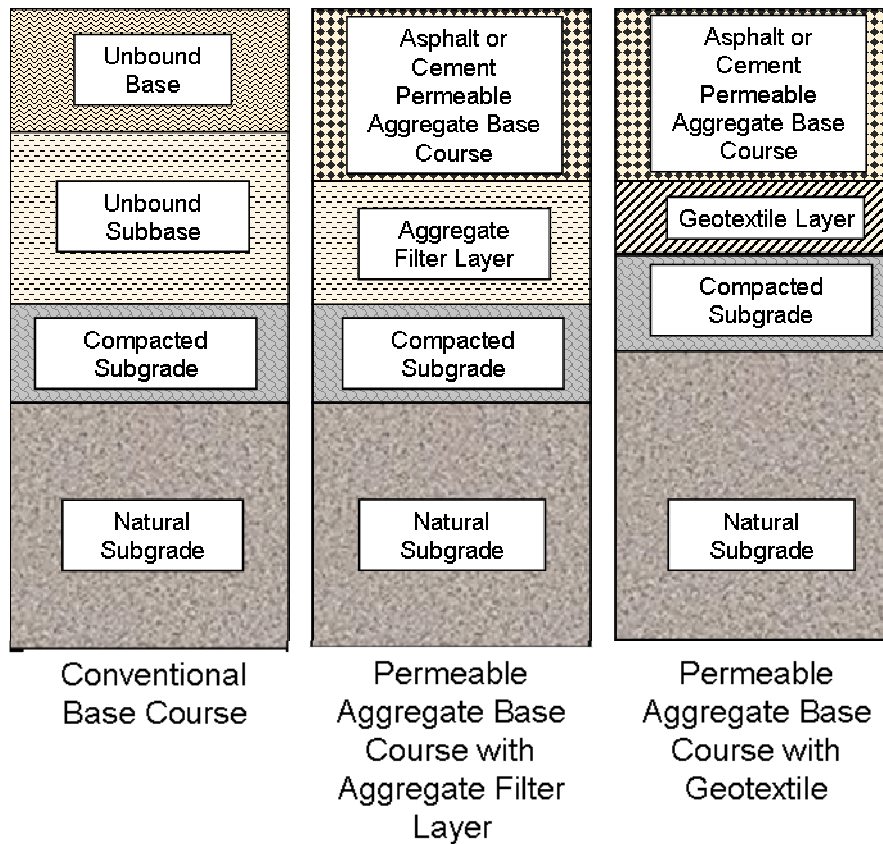 Unbound
Base
Unbound
Subbase
Compacted
Subgrade
Natural
Subgrade
Conventional
Base Course
Asphalt or
Cement
Permeable
Aggregate Base
Course
Aggregate
Filter Layer
Compacted
Subgrade
Natural
Subgrade
Permeable
Aggregate Base
Course with
Aggregate Filter
Layer
Asphalt or
Cement
Permeable
Aggregate Base
Course
Geotextile Layer
Compacted
Subgrade
Natural
Subgrade
Permeable
Aggregate Base
Course with
Geotextile